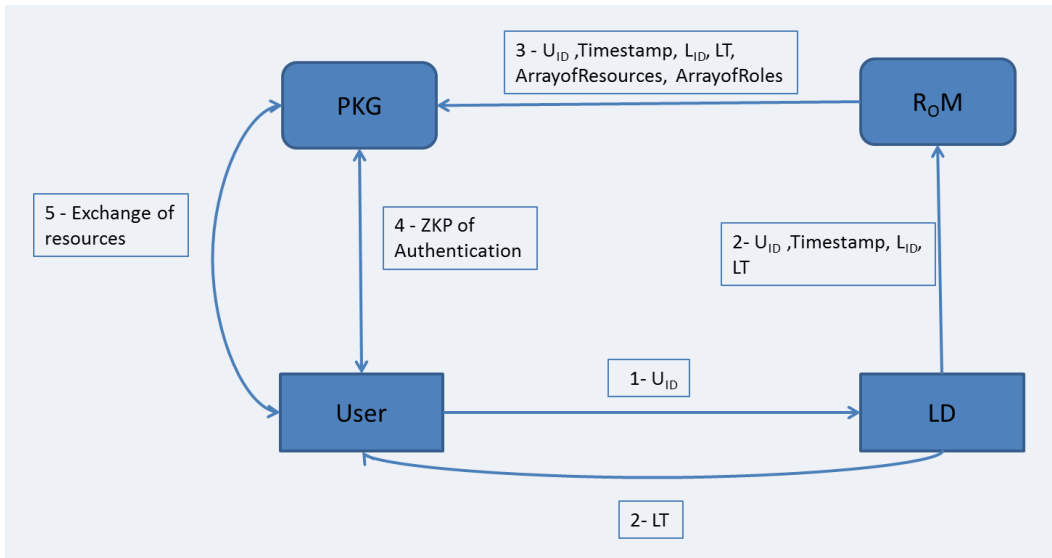 3 - UID ,Timestamp, LID, LT,
ArrayofResources, ArrayofRoles
PKG
ROM
5 - Exchange of
resources
4 - ZKP of
Authentication
2- UID ,Timestamp, LID,
LT
1- UID
User
LD
2- LT